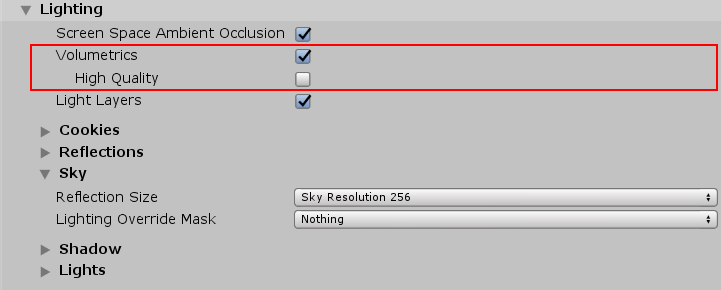 Lighting
Screen Space Ambient Occlusion
Volumetrics
High Quality
Light Layers
Cookies
Reflections
Sky
Reflection Size Sky Resolution 256
Lighting Override Mask Nothing
Shadow
Lights